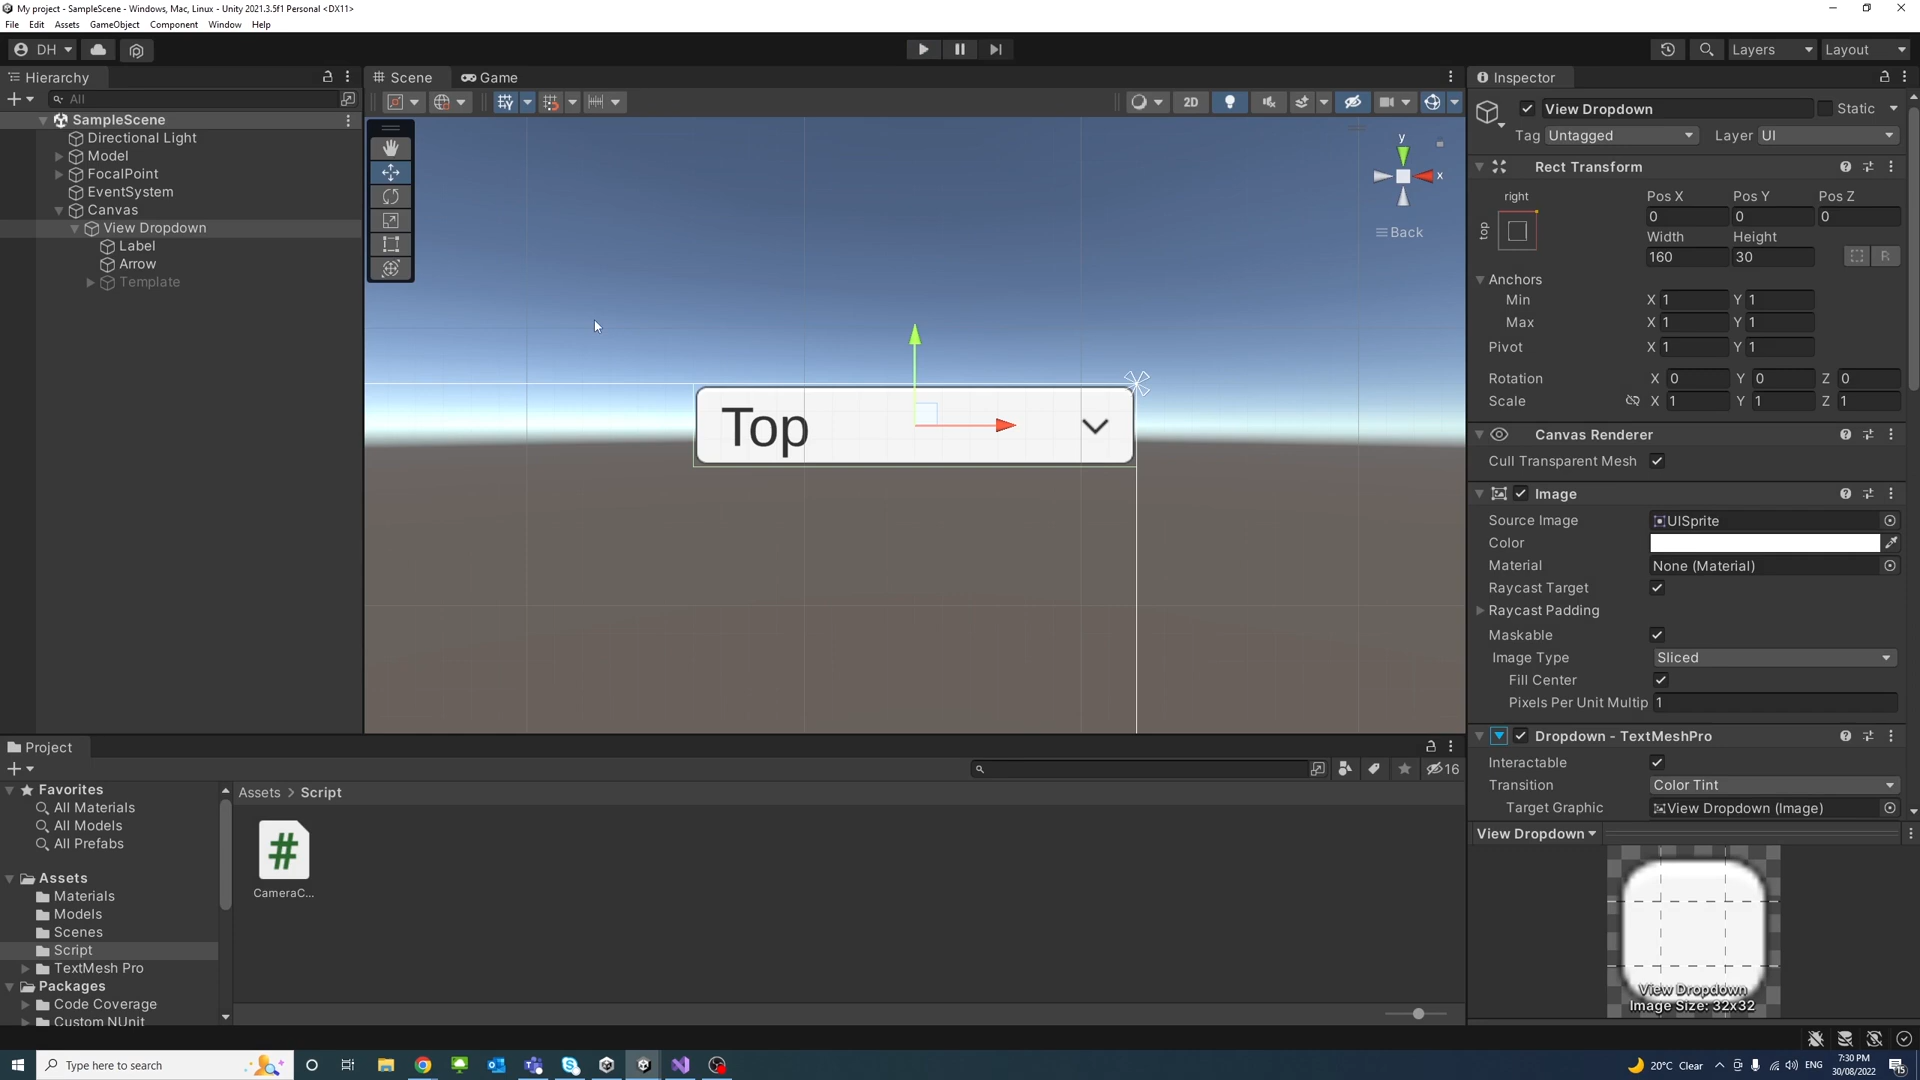 My project - SampleScene - Windows, Mac, Linux - Unity 2021.3.5f1 Personal <DX11>
File Edit Assets GameObject Component Window Help
DH Layers Layout
Hierarchy
All
SampleScene
Directional Light
Model
FocalPoint
EventSystem
Canvas
View Dropdown
Label
Arrow
Template
Scene Game
2D
y
x
Back
Top
Inspector
View Dropdown Static
Tag Untagged Layer UI
Rect Transform
right
top
Pos X Pos Y Pos Z
0 0 0
Width Height
160 30 R
Anchors
Min X 1 Y 1
Max X 1 Y 1
Pivot X 1 Y 1
Rotation X 0 Y 0 Z 0
Scale X 1 Y 1 Z 1
Canvas Renderer
Cull Transparent Mesh
Image
Source Image UISprite
Color
Material None (Material)
Raycast Target
Raycast Padding
Maskable
Image Type Sliced
Fill Center
Pixels Per Unit Multip 1
Dropdown - TextMeshPro
Interactable
Transition Color Tint
Target Graphic View Dropdown (Image)
View Dropdown
View Dropdown
Image Size: 32x32
Project
16
Favorites
All Materials
All Models
All Prefabs
Assets
Materials
Models
Scenes
Script
TextMesh Pro
Packages
Code Coverage
Custom NUnit
Assets > Script
#
CameraC...
Type here to search
20°C Clear
ENG
7:30 PM
30/08/2022
15